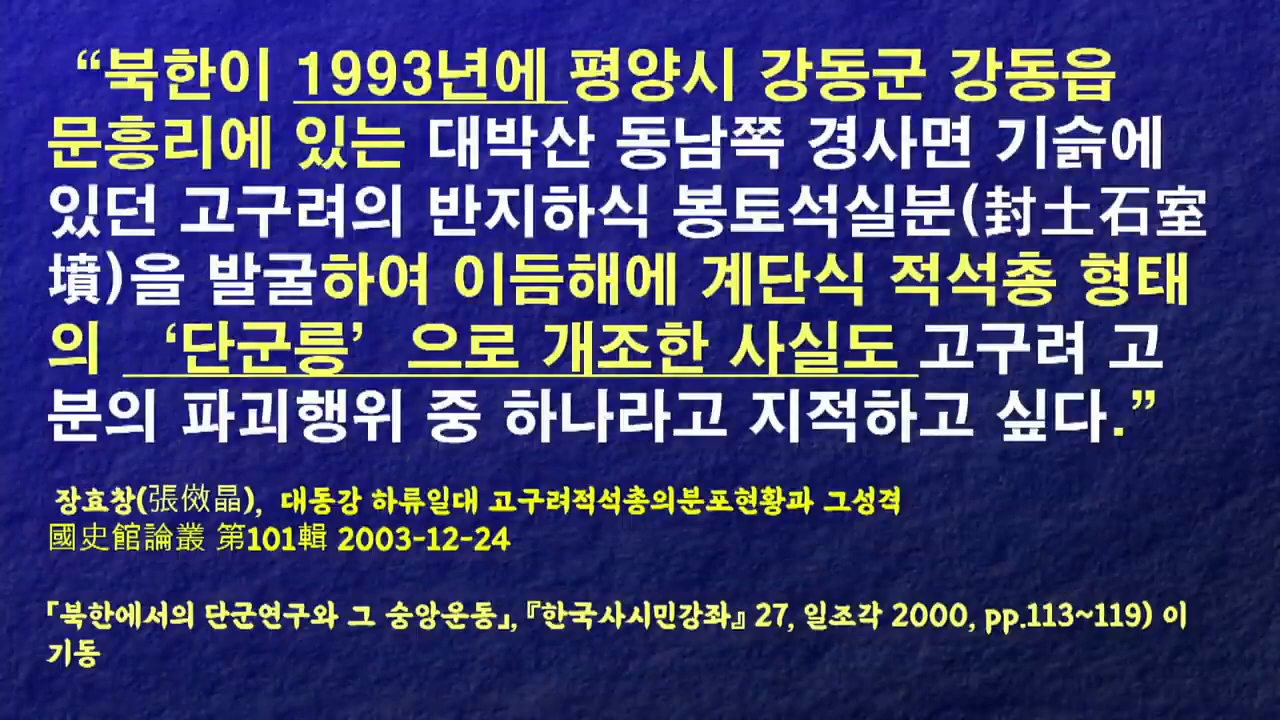 “북한이 1993년에 평양시 강동군 강동읍
문흥리에 있는 대박산 동남쪽 경사면 기슭에
있던 고구려의 반지하식 봉토석실분(封土石室
墳)을 발굴하여 이듬해에 계단식 적석총 형태
의 ‘단군릉’으로 개조한 사실도 고구려 고
분의 파괴행위 중 하나라고 지적하고 싶다.”
장효창(張傚晶), 대동강 하류일대 고구려적석총의분포현황과 그성격
國史館論叢 第101輯 2003-12-24
「북한에서의 단군연구와 그 숭앙운동」, 『한국사시민강좌』 27, 일조각 2000, pp.113~119) 이
기동